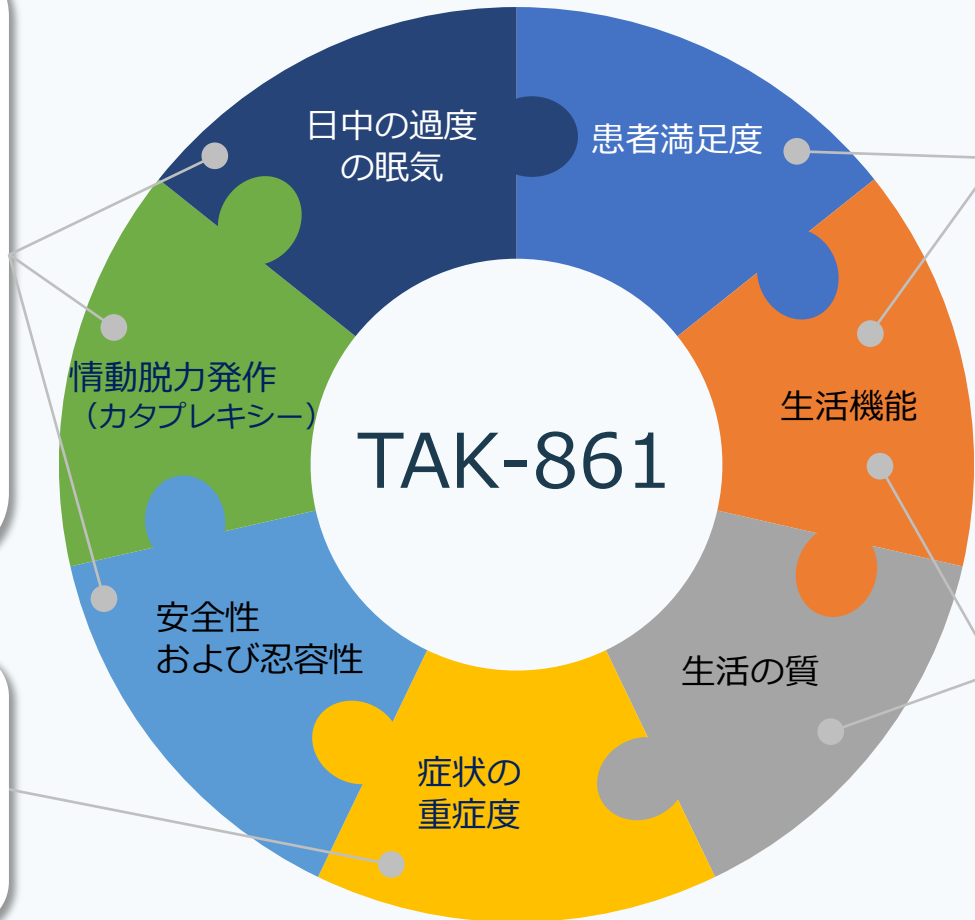 日中の過度
の眠気
患者満足度
情動脱力発作
（カタプレキシー）
生活機能
TAK-861
安全性
および忍容性
生活の質
症状の
重症度